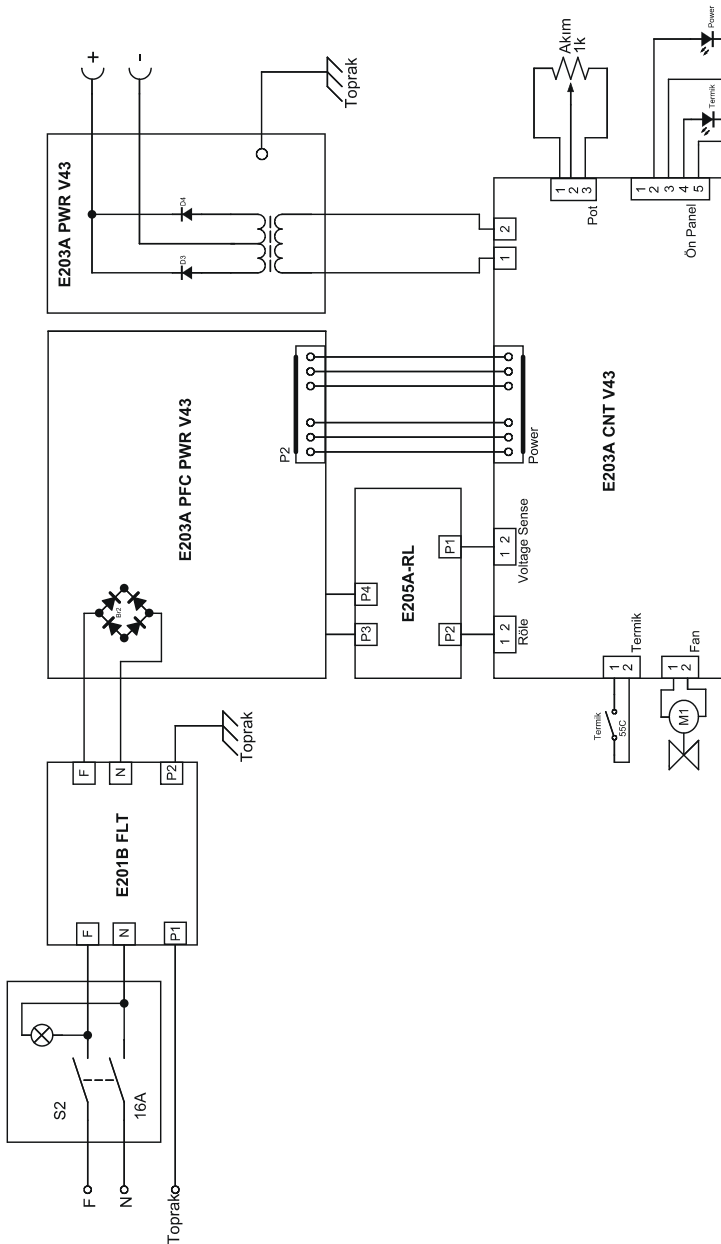 F
N
Toprak
S2
16A
F
N
P1
E201B FLT
F
N
P2
Toprak
E203A PFC PWR V43
Br2
P2
E203A PWR V43
D3
D4
+
-
Toprak
E205A-RL
P3
P4
P2
P1
E203A CNT V43
Röle
1 2
Voltage Sense
1 2
Power
1
2
Pot
1
2
3
Akım
1k
Ön Panel
1
2
3
4
5
Termik
Power
Termik
1
2
Termik
55C
Fan
1
2
M1